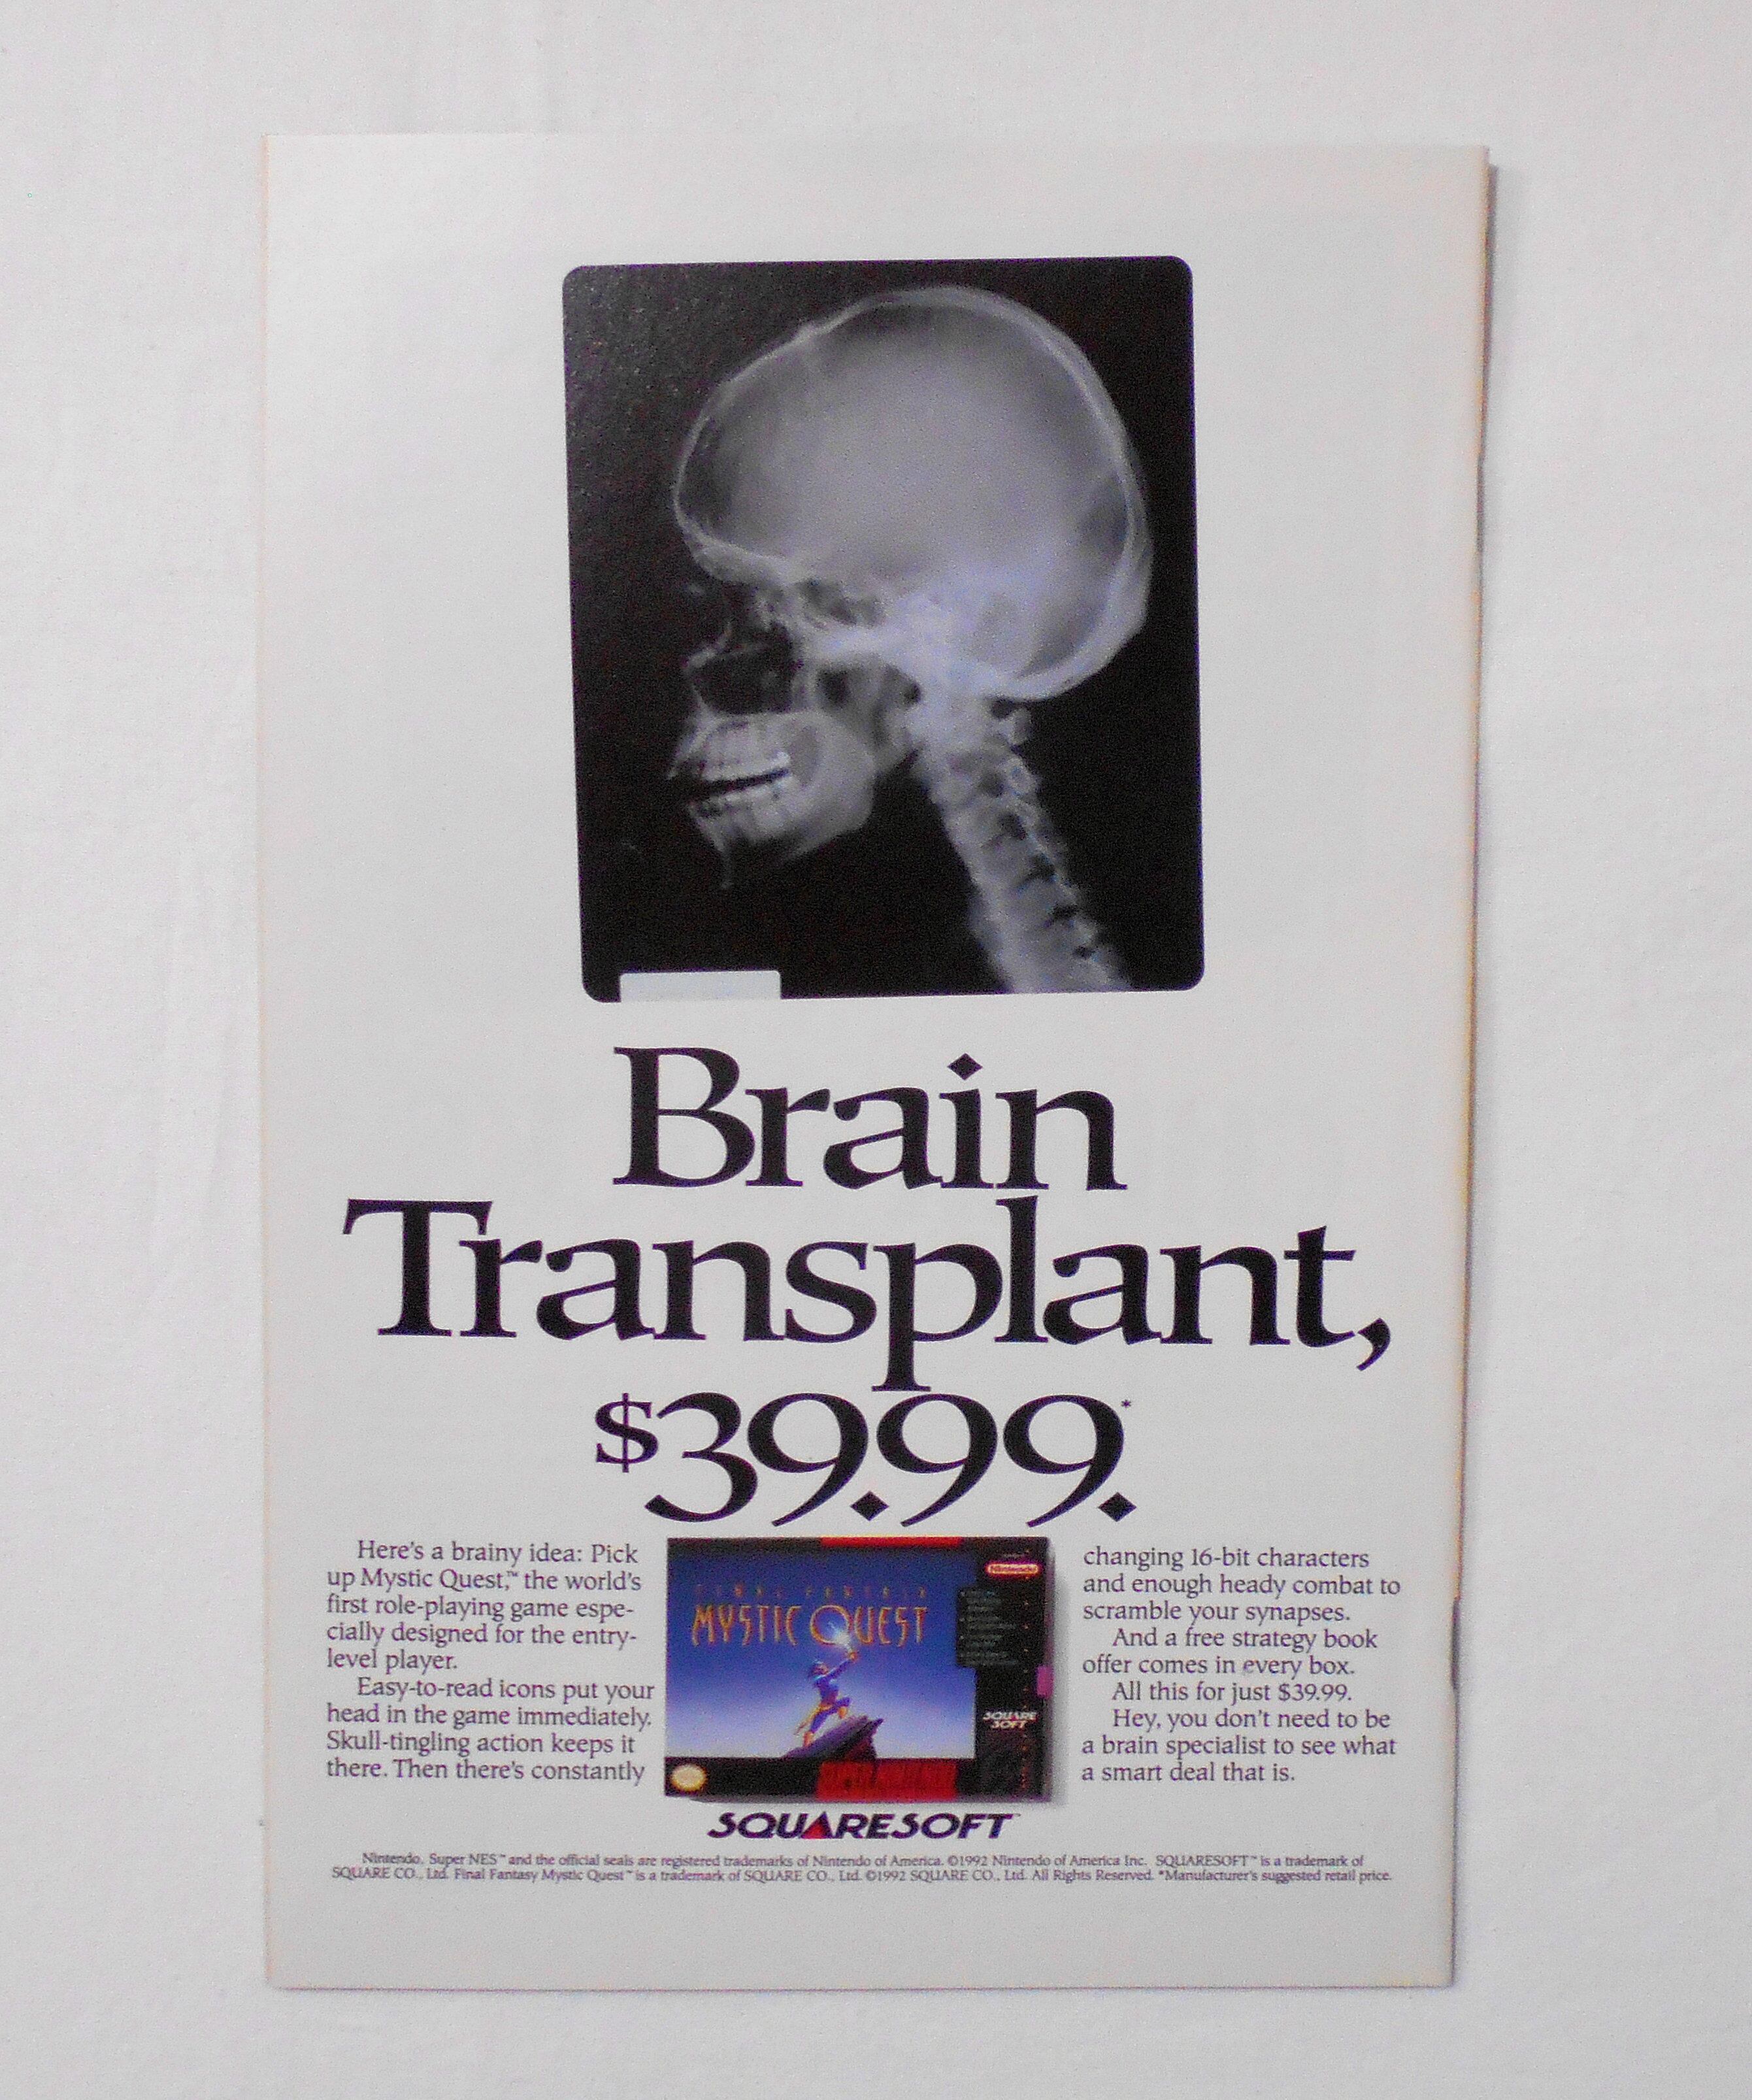 Brain
Transplant,
$39.99.*
Here's a brainy idea: Pick
up Mystic Quest,™ the world's
first role-playing game espe-
cially designed for the entry-
level player.
Easy-to-read icons put your
head in the game immediately.
Skull-tingling action keeps it
there. Then there's constantly
FINAL FANTASY
MYSTIC QUEST
Nintendo
SQUARE
SOFT
changing 16-bit characters
and enough heady combat to
scramble your synapses.
And a free strategy book
offer comes in every box.
All this for just $39.99.
Hey, you don't need to be
a brain specialist to see what
a smart deal that is.
SQUARESOFT™
Nintendo, Super NES™ and the official seals are registered trademarks of Nintendo of America. ©1992 Nintendo of America Inc. SQUARESOFT™ is a trademark of
SQUARE CO., Ltd. Final Fantasy Mystic Quest™ is a trademark of SQUARE CO., Ltd. ©1992 SQUARE CO., Ltd. All Rights Reserved. *Manufacturer's suggested retail price.